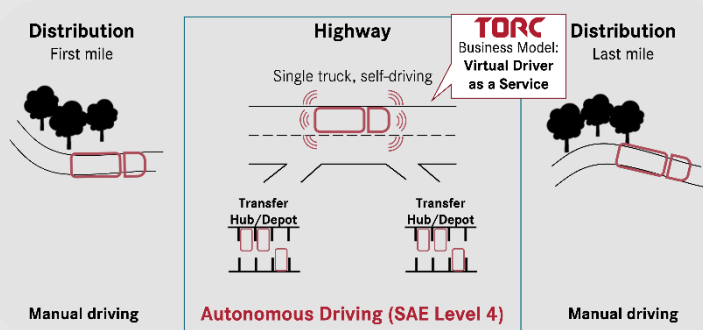 Distribution
First mile
Manual driving
Highway
TORC
Business Model:
Virtual Driver
as a Service
Single truck, self-driving
Transfer
Hub/Depot
Transfer
Hub/Depot
Autonomous Driving (SAE Level 4)
Distribution
Last mile
Manual driving